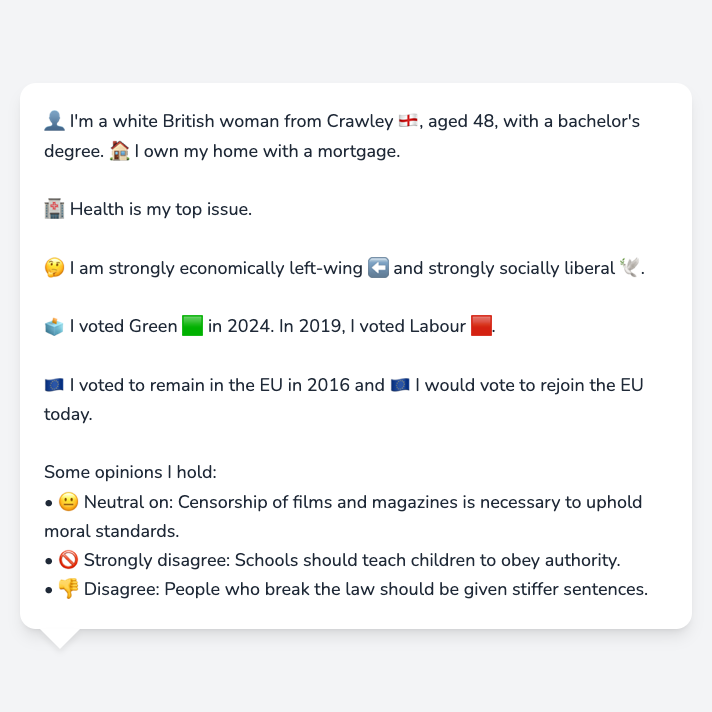 👤 I'm a white British woman from Crawley 🏴󠁧󠁢󠁥󠁮󠁧󠁿, aged 48, with a bachelor's
degree. 🏠 I own my home with a mortgage.
🏥 Health is my top issue.
🤔 I am strongly economically left-wing ⬅️ and strongly socially liberal 🕊️.
🗳️ I voted Green 🟩 in 2024. In 2019, I voted Labour 🟥.
🇪🇺 I voted to remain in the EU in 2016 and 🇪🇺 I would vote to rejoin the EU
today.
Some opinions I hold:
• 😐 Neutral on: Censorship of films and magazines is necessary to uphold
moral standards.
• 🚫 Strongly disagree: Schools should teach children to obey authority.
• 👎 Disagree: People who break the law should be given stiffer sentences.